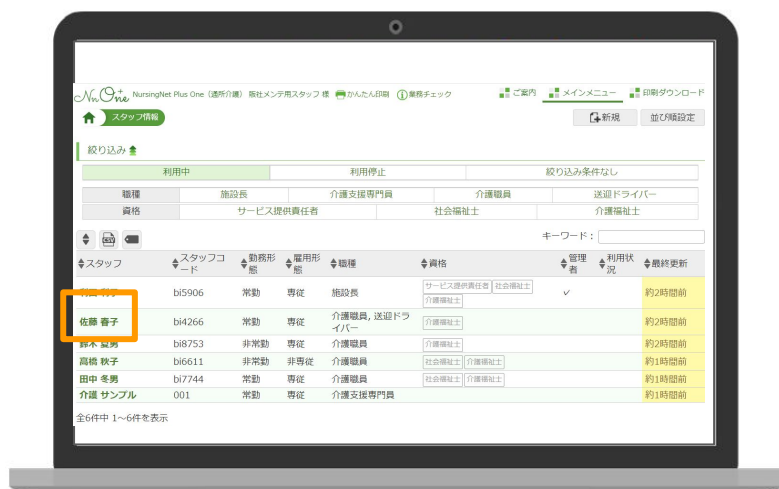 Nn One+ NursingNet Plus One（通所介護）販社メンテ用スタッフ 様 かんたん印刷 業務チェック ご案内 メインメニュー 印刷ダウンロード
スタッフ情報 新規 並び順設定
絞り込み
利用中 利用停止 絞り込み条件なし
職種 施設長 介護支援専門員 介護職員 送迎ドライバー
資格 サービス提供責任者 社会福祉士 介護福祉士
CSV キーワード：
スタッフ スタッフコード 勤務形態 雇用形態 職種 資格 管理者 利用状況 最終更新
bi5906 常勤 専従 施設長 サービス提供責任者 社会福祉士 介護福祉士 約2時間前
佐藤 春子 bi4266 常勤 専従 介護職員, 送迎ドライバー 介護福祉士 約2時間前
鈴木 夏男 bi8753 非常勤 専従 介護職員 介護福祉士 約2時間前
高橋 秋子 bi6611 非常勤 非専従 介護職員 社会福祉士 介護福祉士 約1時間前
田中 冬男 bi7744 常勤 専従 介護職員 社会福祉士 介護福祉士 約1時間前
介護 サンプル 001 常勤 専従 介護支援専門員 約1時間前
全6件中 1～6件を表示